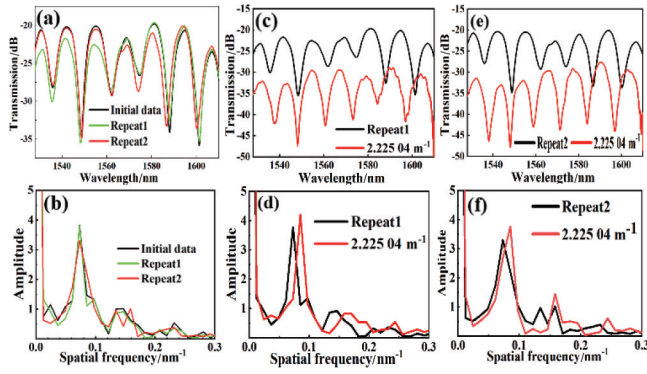 (a)
Transmission/dB
-20
-25
-30
-35
Initial data
Repeat1
Repeat2
1540 1560 1580 1600
Wavelength/nm
(c)
Transmission/dB
-15
-20
-25
-30
-35
-40
-45
-50
Repeat1
2.225 04 m-1
1540 1560 1580 1600
Wavelength/nm
(e)
Transmission/dB
-15
-20
-25
-30
-35
-40
-45
-50
Repeat2
2.225 04 m-1
1540 1560 1580 1600
Wavelength/nm
(b)
Amplitude
5
4
3
2
1
0
Initial data
Repeat1
Repeat2
0.0 0.1 0.2 0.3
Spatial frequency/nm-1
(d)
Amplitude
5
4
3
2
1
0
Repeat1
2.225 04 m-1
0.0 0.1 0.2 0.3
Spatial frequency/nm-1
(f)
Amplitude
5
4
3
2
1
0
Repeat2
2.225 04 m-1
0.0 0.1 0.2 0.3
Spatial frequency/nm-1